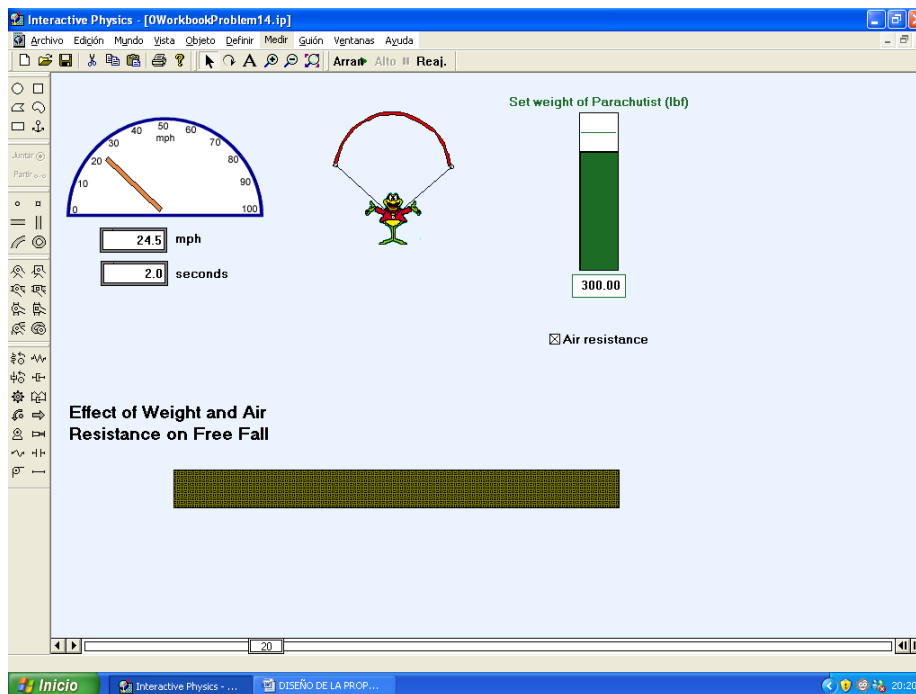 Interactive Physics - [0WorkbookProblem14.ip]
Archivo Edición Mundo Vista Objeto Definir Medir Guión Ventanas Ayuda
A Arran Alto Reaj.
Juntar
Partir
Set weight of Parachutist (lbf)
0 10 20 30 40 50 60 70 80 90 100
mph
24.5 mph
2.0 seconds
300.00
Air resistance
Effect of Weight and Air
Resistance on Free Fall
20
Inicio Interactive Physics - ... DISEÑO DE LA PROP... 20:20